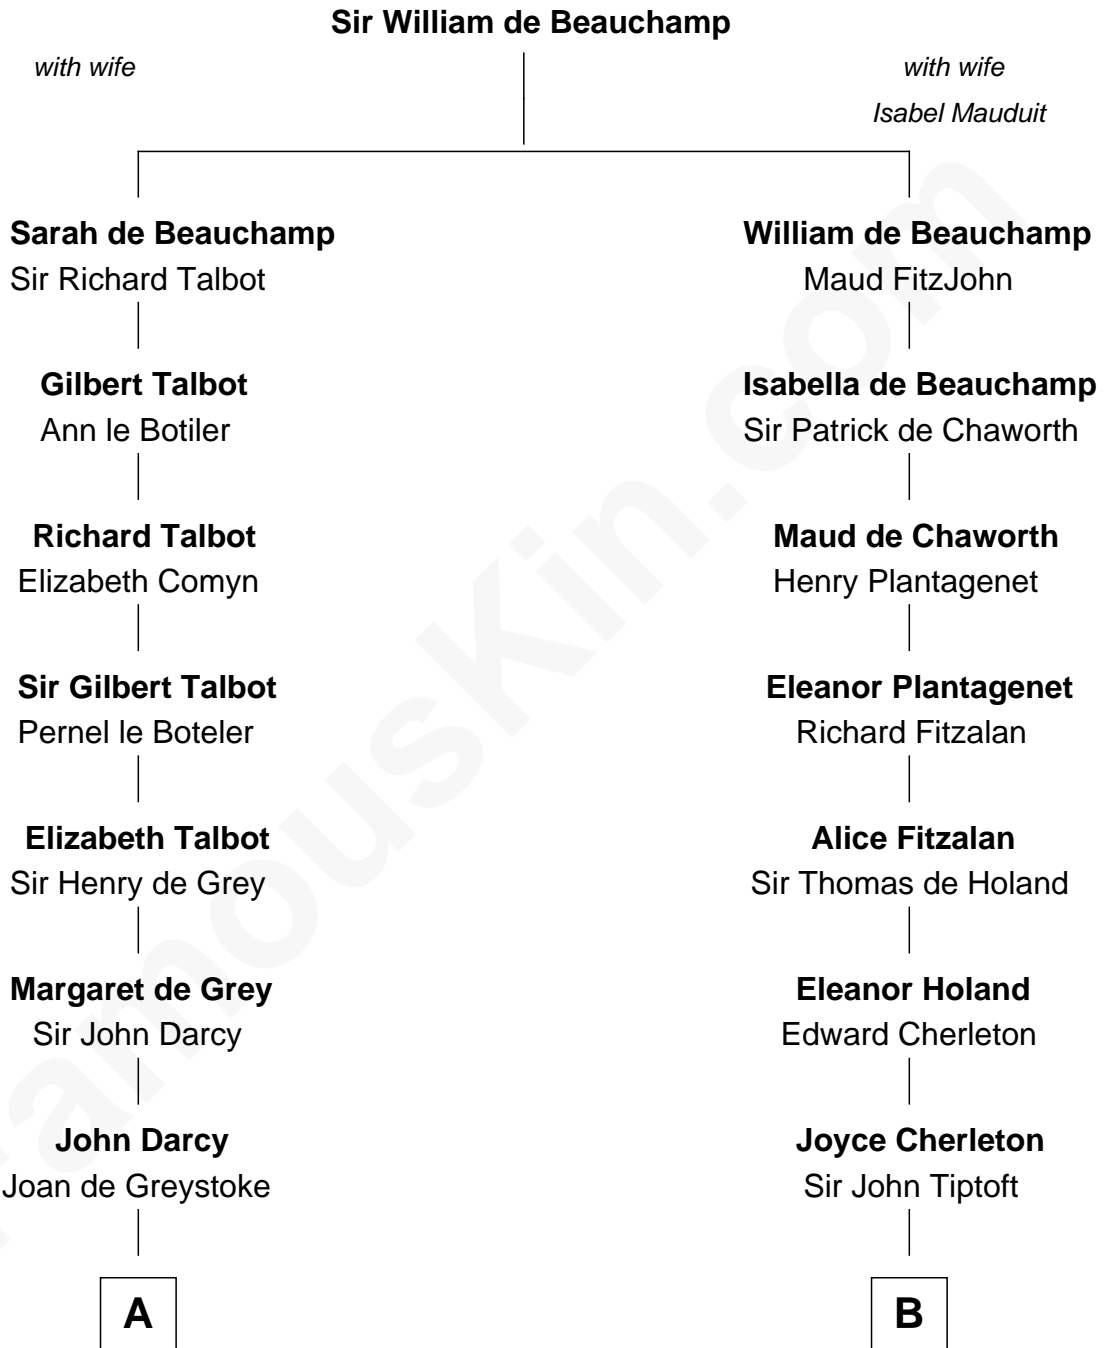 Sir William de Beauchamp
with wife
with wife
Isabel Mauduit
Sarah de Beauchamp
Sir Richard Talbot
William de Beauchamp
Maud FitzJohn
Gilbert Talbot
Ann le Botiler
Isabella de Beauchamp
Sir Patrick de Chaworth
Richard Talbot
Elizabeth Comyn
Maud de Chaworth
Henry Plantagenet
Sir Gilbert Talbot
Pernel le Boteler
Eleanor Plantagenet
Richard Fitzalan
Elizabeth Talbot
Sir Henry de Grey
Alice Fitzalan
Sir Thomas de Holand
Margaret de Grey
Sir John Darcy
Eleanor Holand
Edward Cherleton
John Darcy
Joan de Greystoke
Joyce Cherleton
Sir John Tiptoft
A
B
FamousKin.com